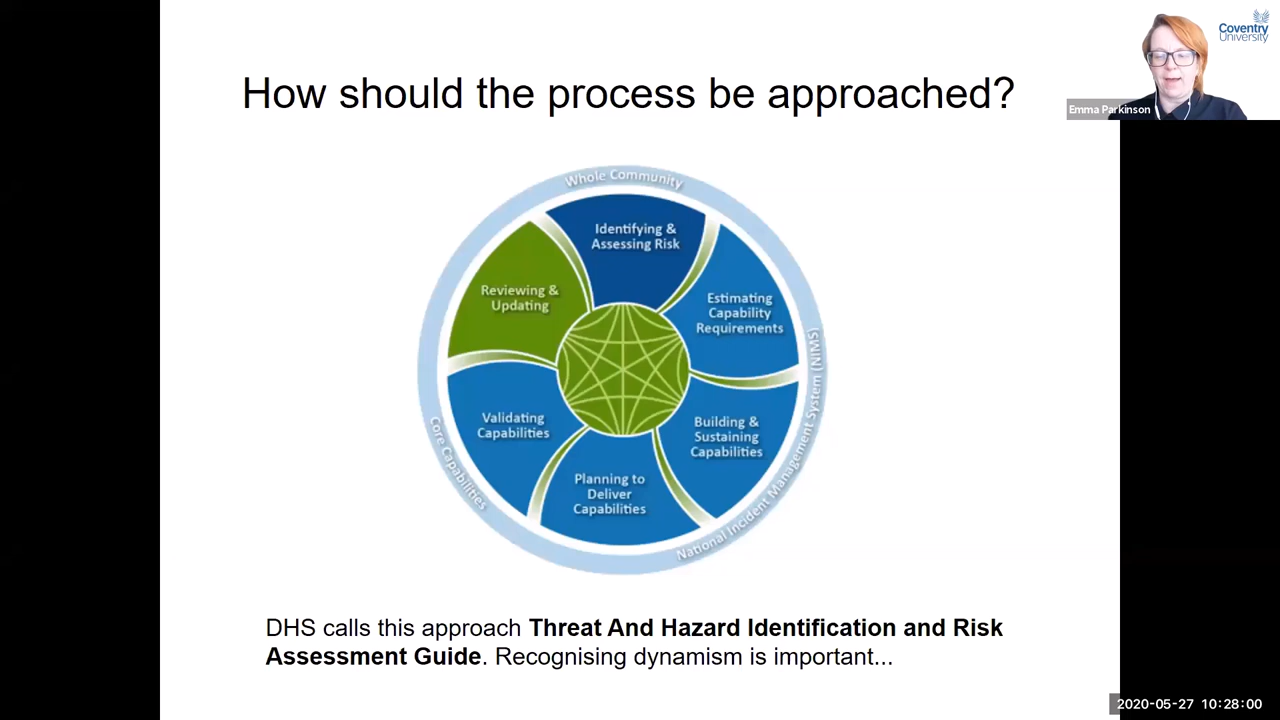 Coventry
University
Emma Parkinson
How should the process be approached?
Whole Community
Identifying &
Assessing Risk
Estimating
Capability
Requirements
Building &
Sustaining
Capabilities
Planning to
Deliver
Capabilities
Validating
Capabilities
Reviewing &
Updating
National Incident Management System (NIMS)
Core Capabilities
DHS calls this approach Threat And Hazard Identification and Risk
Assessment Guide. Recognising dynamism is important...
2020-05-27 10:28:00